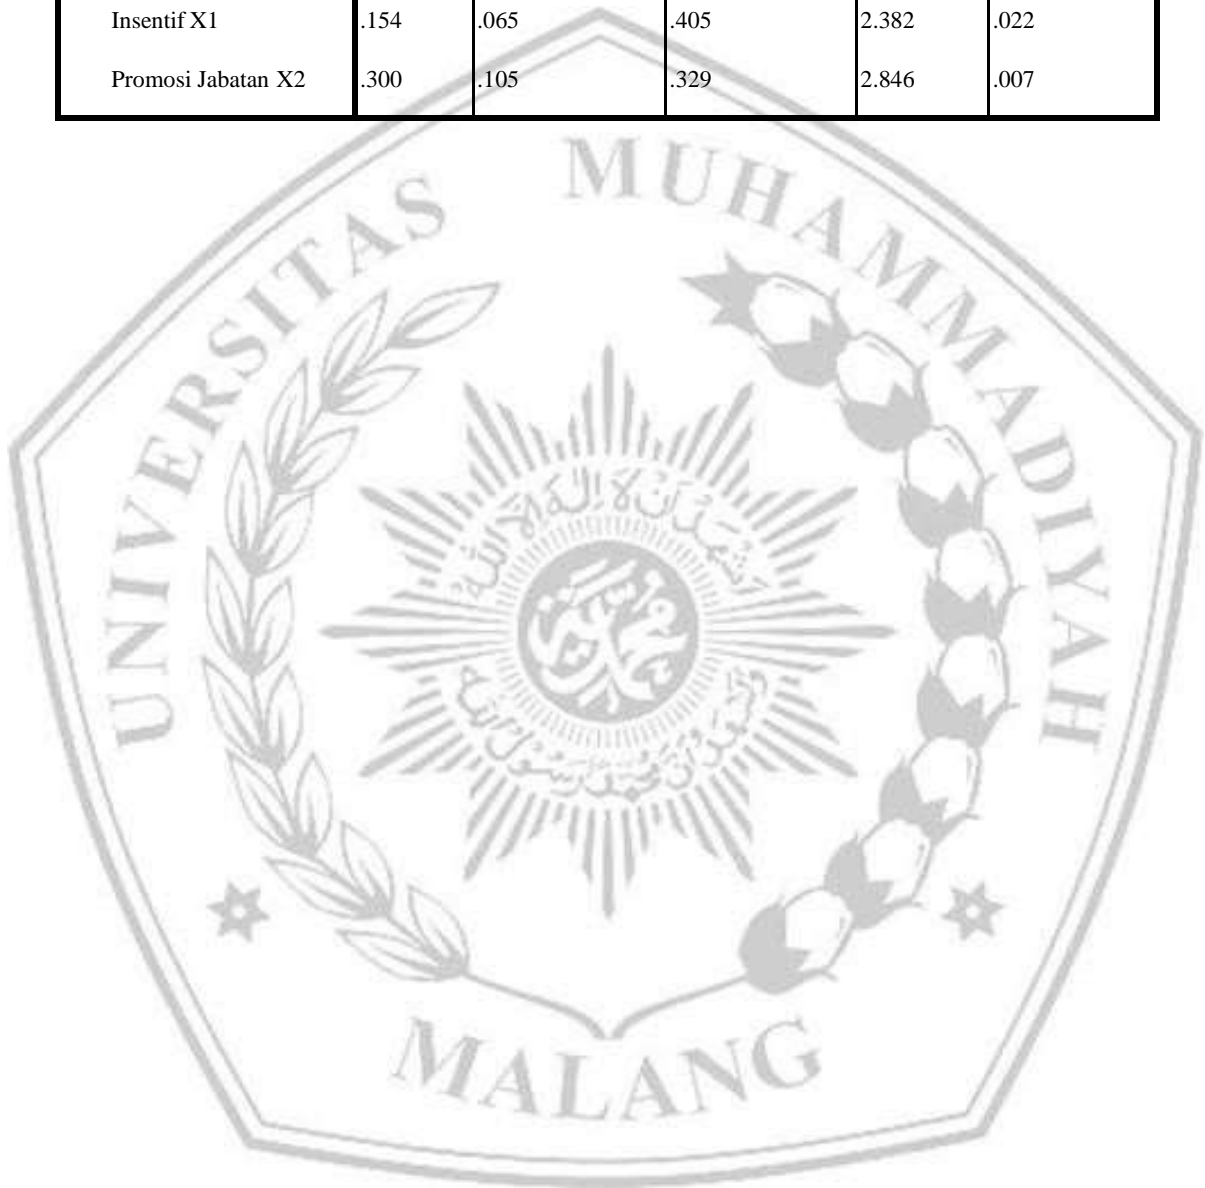 Insentif X1 .154 .065 .405 2.382 .022
Promosi Jabatan X2 .300 .105 .329 2.846 .007
UNIVERSITAS MUHAMMADIYAH
MALANG